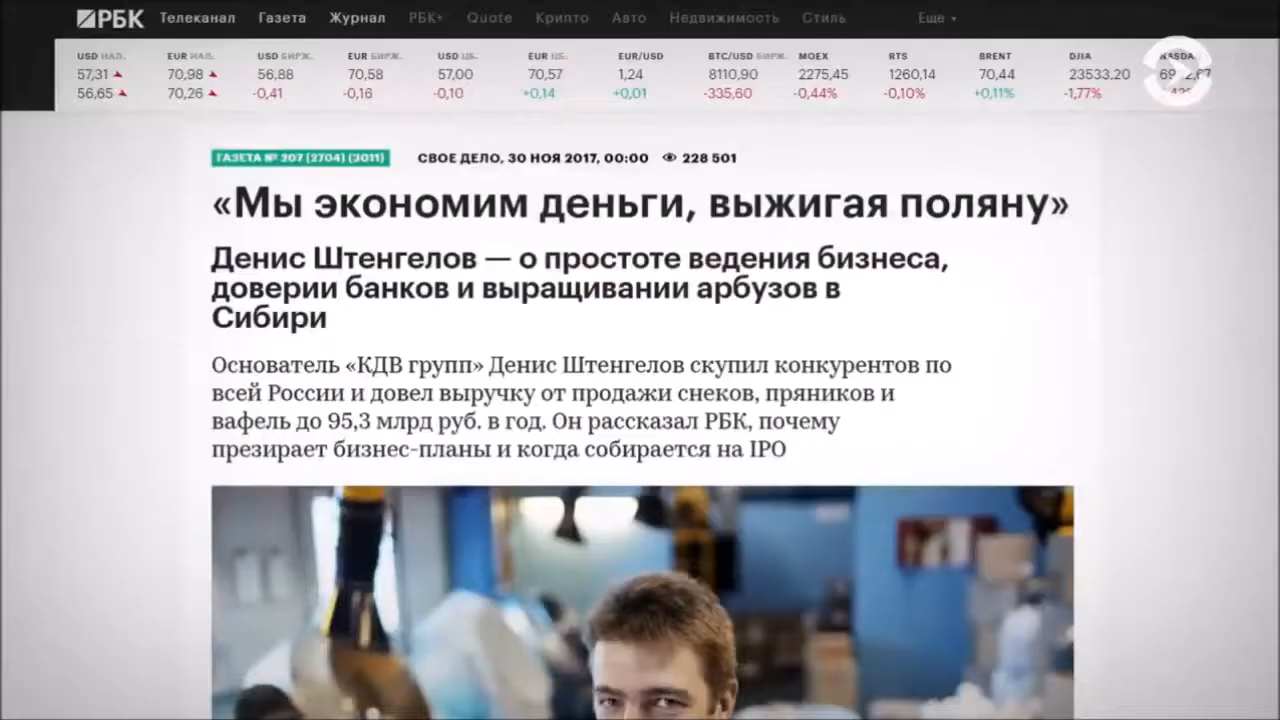 РБК Телеканал Газета Журнал РБК+ Quote Крипто Авто Недвижимость Стиль Еще
USD НАЛ. EUR НАЛ. USD БИРЖ. EUR БИРЖ. USD ЦБ. EUR ЦБ. EUR/USD BTC/USD БИРЖ. MOEX RTS BRENT DJIA
57,31 70,98 56,88 70,58 57,00 70,57 1,24 8110,90 2275,45 1260,14 70,44 23533,20
56,65 70,26 -0,41 -0,16 -0,10 +0,14 +0,01 -335,60 -0,44% -0,10% +0,11% -1,77%
ГАЗЕТА № 207 (2704) (3011) СВОЕ ДЕЛО, 30 НОЯ 2017, 00:00 228 501
«Мы экономим деньги, выжигая поляну»
Денис Штенгелов — о простоте ведения бизнеса,
доверии банков и выращивании арбузов в
Сибири
Основатель «КДВ групп» Денис Штенгелов скупил конкурентов по
всей России и довел выручку от продажи снеков, пряников и
вафель до 95,3 млрд руб. в год. Он рассказал РБК, почему
презирает бизнес-планы и когда собирается на IPO